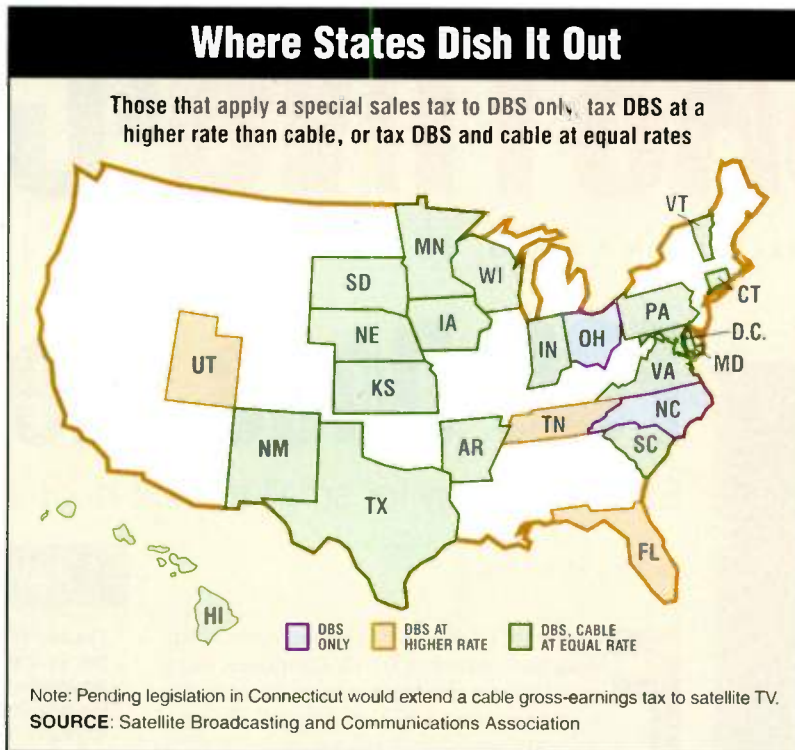 Where States Dish It Out
Those that apply a special sales tax to DBS only, tax DBS at a
higher rate than cable, or tax DBS and cable at equal rates
VT
MN
WI
SD
CT
PA
IA
D.C.
NE
IN
OH
MD
UT
VA
KS
NC
TN
NM
AR
SC
TX
FL
HI
DBS
ONLY
DBS AT
HIGHER RATE
DBS, CABLE
AT EQUAL RATE
Note: Pending legislation in Connecticut would extend a cable gross-earnings tax to satellite TV.
SOURCE: Satellite Broadcasting and Communications Association